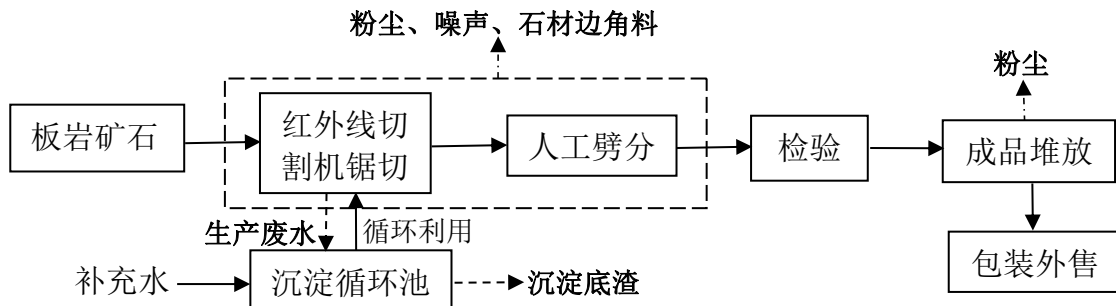 粉尘、噪声、石材边角料
粉尘
板岩矿石
红外线切
割机锯切
人工劈分
检验
成品堆放
生产废水
循环利用
包装外售
补充水
沉淀循环池
沉淀底渣